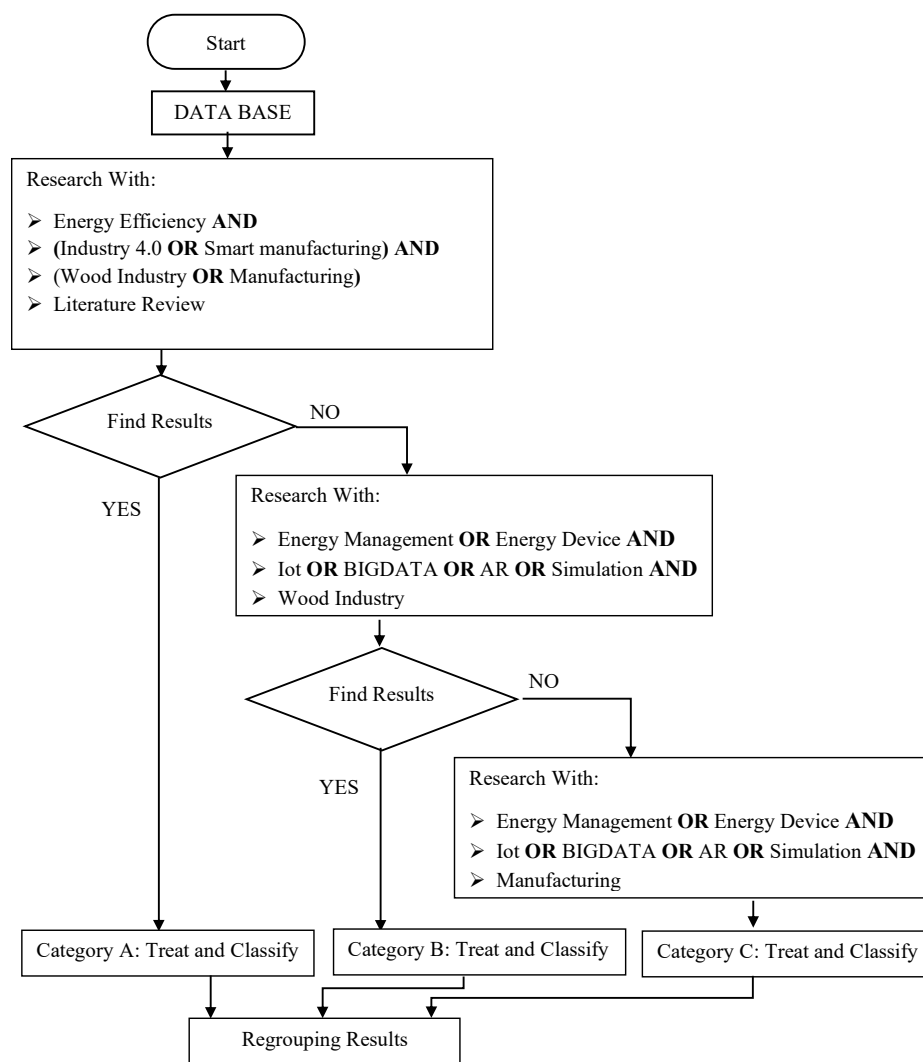 Start
DATA BASE
Research With:
➢ Energy Efficiency AND
➢ (Industry 4.0 OR Smart manufacturing) AND
➢ (Wood Industry OR Manufacturing)
➢ Literature Review
Find Results
NO
YES
Research With:
➢ Energy Management OR Energy Device AND
➢ Iot OR BIGDATA OR AR OR Simulation AND
➢ Wood Industry
Find Results
NO
YES
Research With:
➢ Energy Management OR Energy Device AND
➢ Iot OR BIGDATA OR AR OR Simulation AND
➢ Manufacturing
Category A: Treat and Classify
Category B: Treat and Classify
Category C: Treat and Classify
Regrouping Results